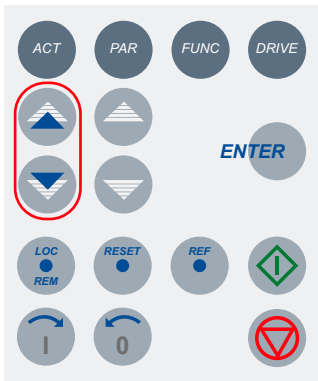 ACT PAR FUNC DRIVE
ENTER
LOC RESET REF
REM
I 0